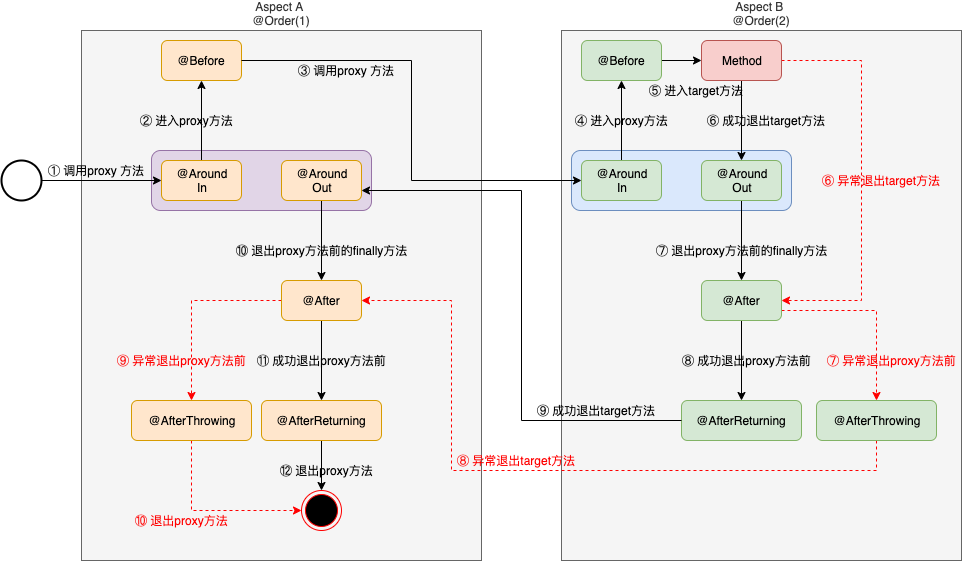 Aspect A
@Order(1)
Aspect B
@Order(2)
@Before
③ 调用proxy 方法
@Before
Method
⑤ 进入target方法
② 进入proxy方法
④ 进入proxy方法
⑥ 成功退出target方法
① 调用proxy 方法
@Around
In
@Around
Out
@Around
In
@Around
Out
⑥ 异常退出target方法
⑩ 退出proxy方法前的finally方法
⑦ 退出proxy方法前的finally方法
@After
@After
⑨ 异常退出proxy方法前
⑪ 成功退出proxy方法前
⑧ 成功退出proxy方法前
⑦ 异常退出proxy方法前
@AfterThrowing
@AfterReturning
⑨ 成功退出target方法
@AfterReturning
@AfterThrowing
⑫ 退出proxy方法
⑧ 异常退出target方法
⑩ 退出proxy方法